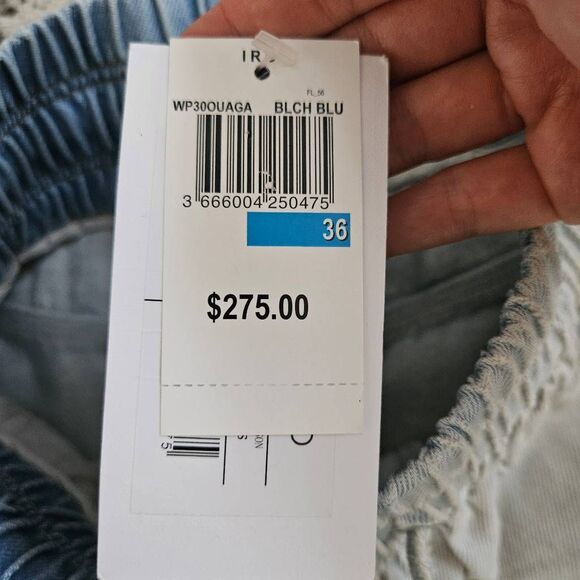 FL_56
WP30OUAGA BLCH BLU
3 666004 250475
36
$275.00